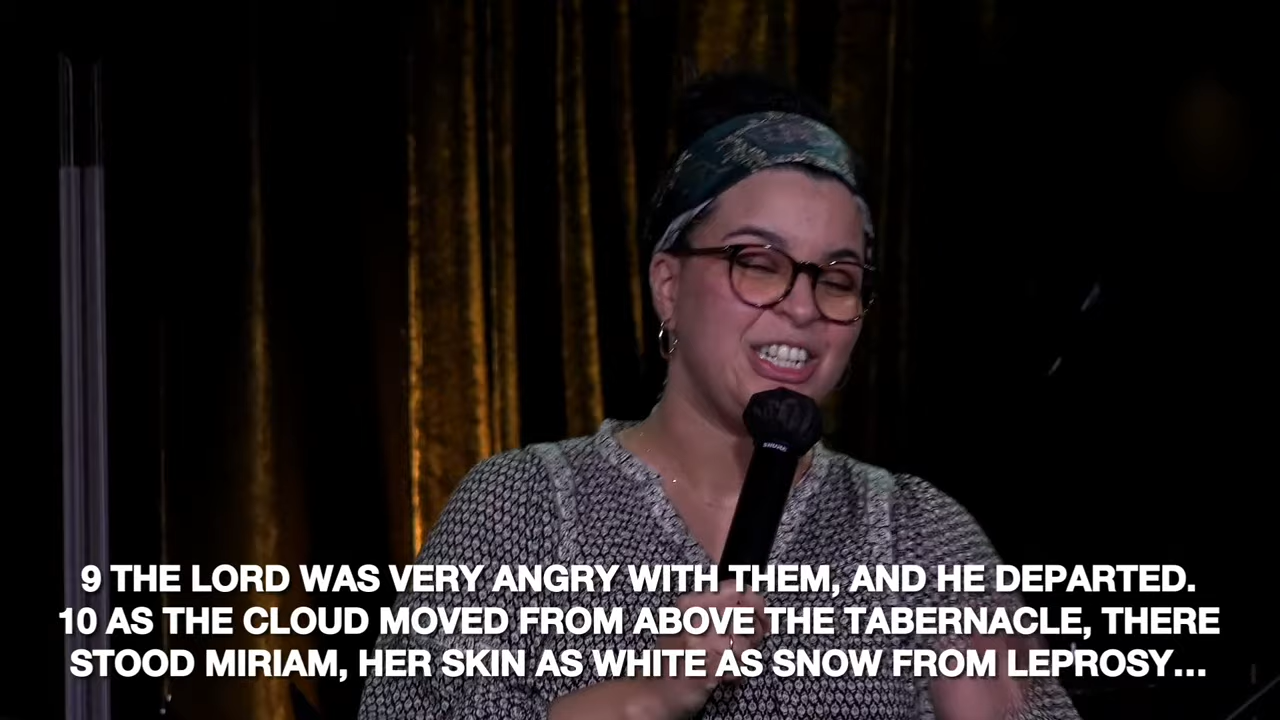 SHURE
9 THE LORD WAS VERY ANGRY WITH THEM, AND HE DEPARTED.
10 AS THE CLOUD MOVED FROM ABOVE THE TABERNACLE, THERE
STOOD MIRIAM, HER SKIN AS WHITE AS SNOW FROM LEPROSY...